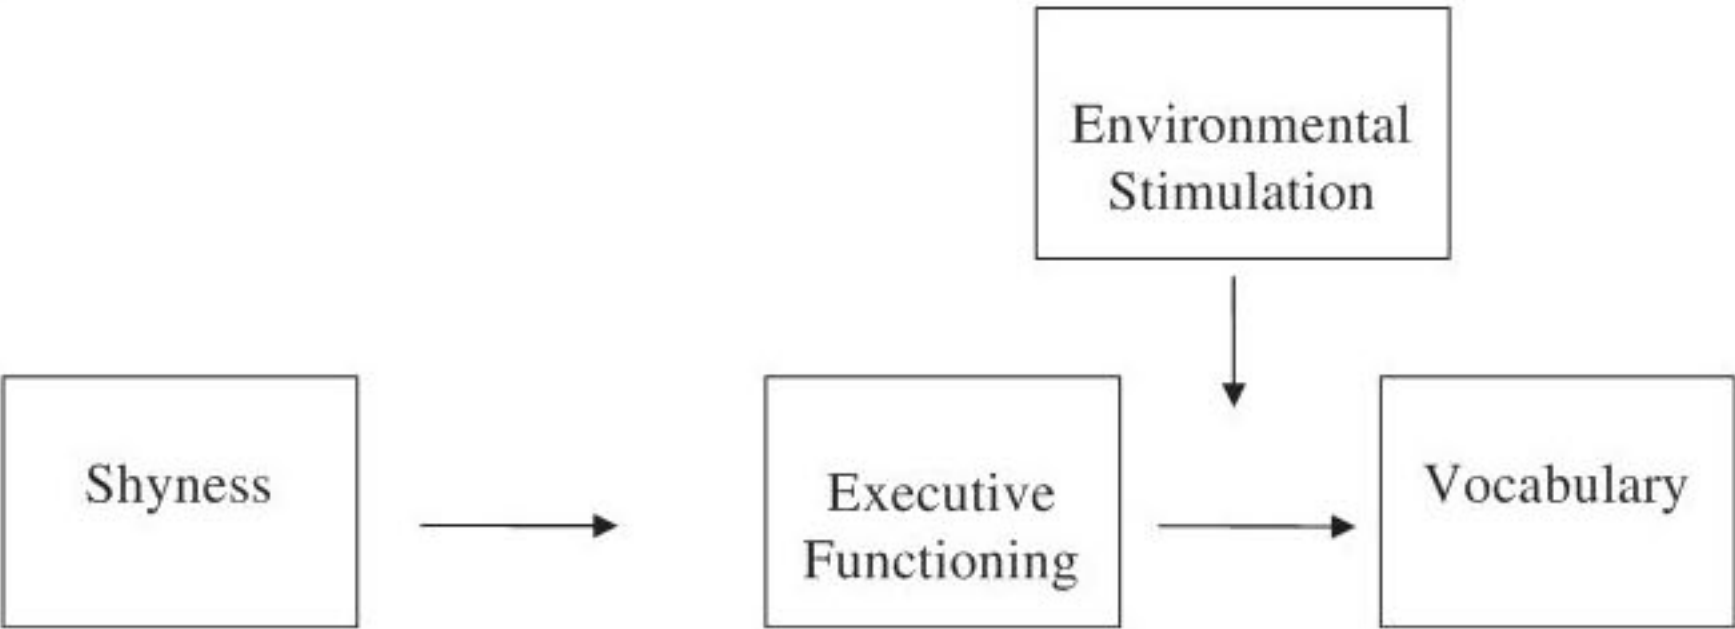 Environmental
Stimulation
Shyness
Executive
Functioning
Vocabulary